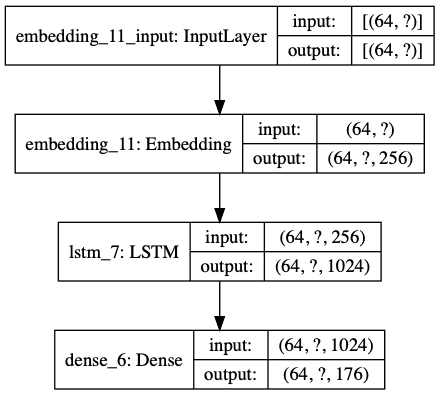 embedding_11_input: InputLayer
input: [(64, ?)]
output: [(64, ?)]
embedding_11: Embedding
input: (64, ?)
output: (64, ?, 256)
lstm_7: LSTM
input: (64, ?, 256)
output: (64, ?, 1024)
dense_6: Dense
input: (64, ?, 1024)
output: (64, ?, 176)